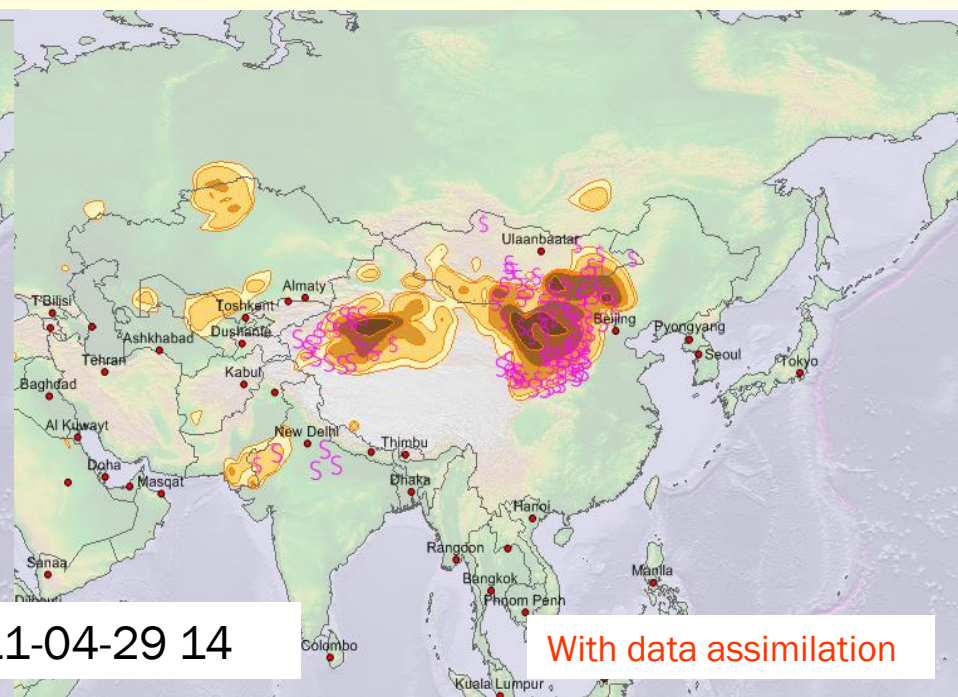 Ulaanbaatar
Almaty
T'Bilisi
Toshkent
Beijing
Pyongyang
Ashkhabad
Dushanbe
Seoul
Tehran
Tokyo
Kabul
Baghdad
Al Kuwayt
New Delhi
Thimbu
Doha
Masqat
Dhaka
Hanoi
Rangoon
Sanaa
Manila
Bangkok
Phnom Penh
11-04-29 14
Colombo
With data assimilation
Kuala Lumpur